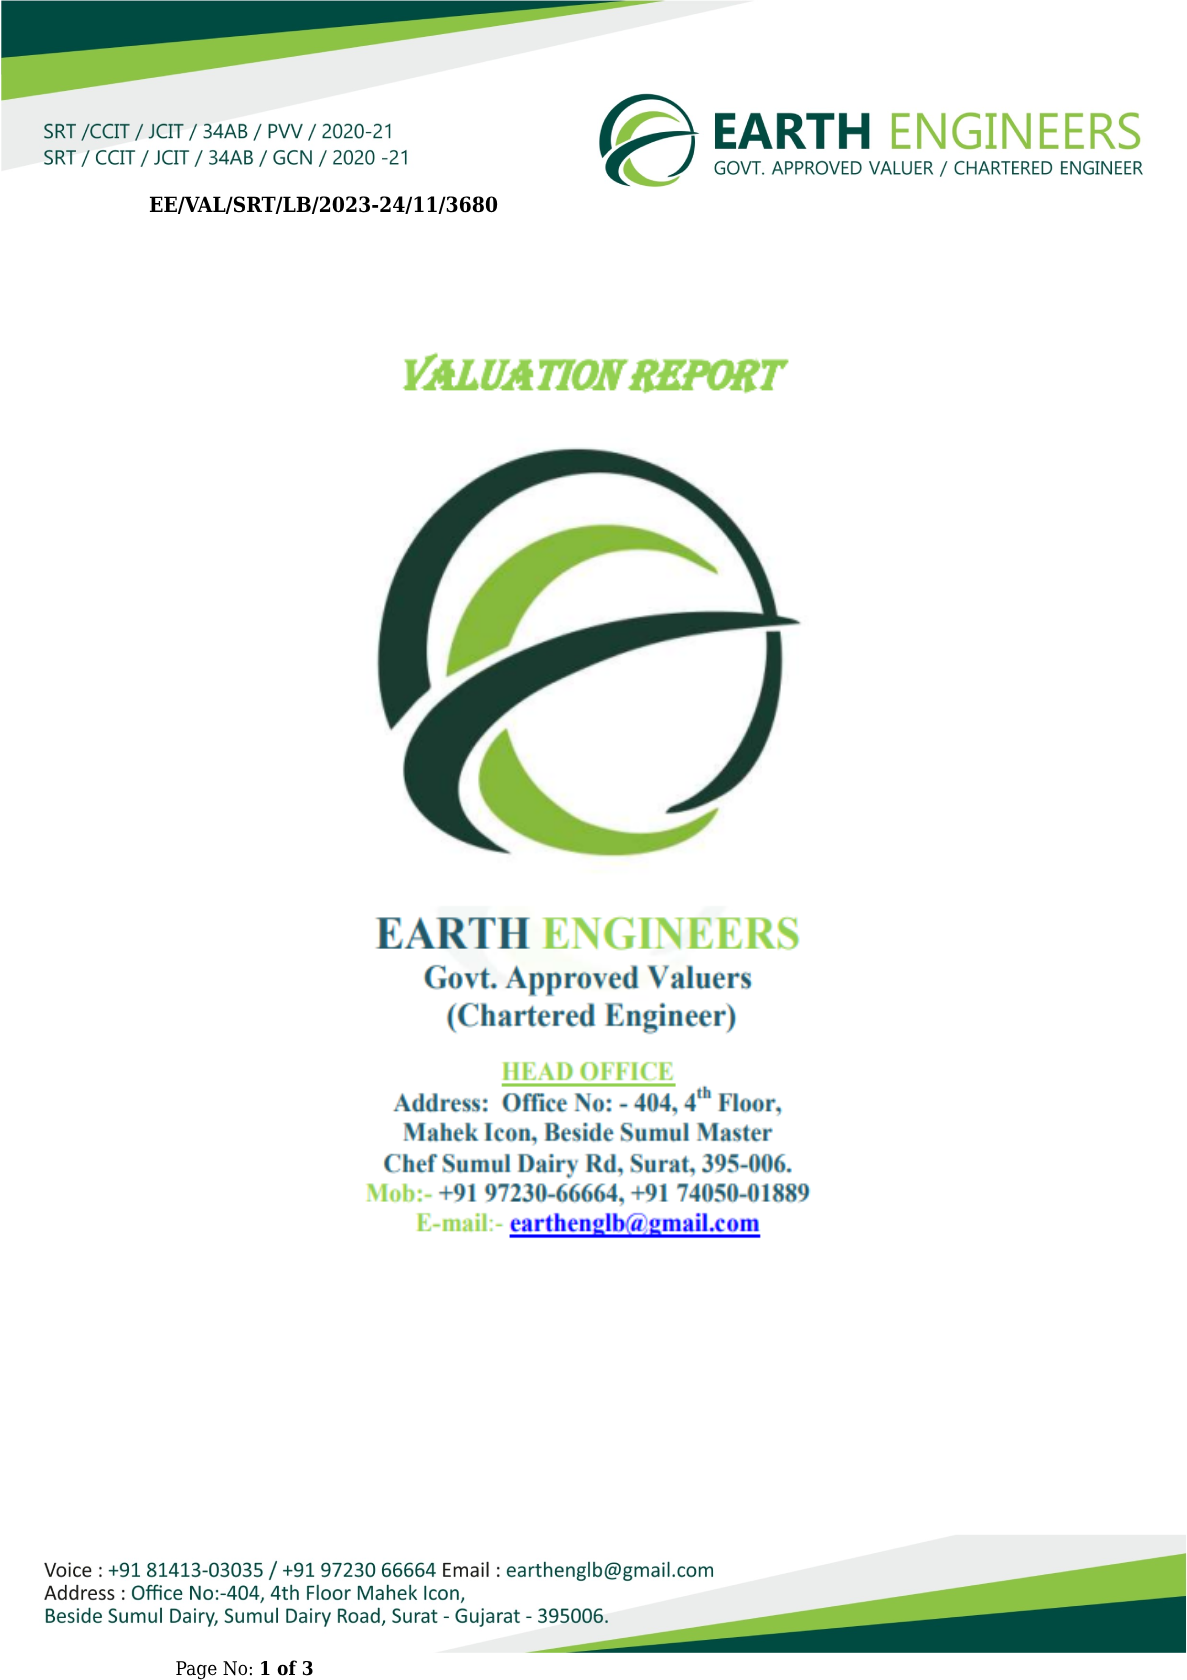 SRT /CCIT / JCIT / 34AB / PVV / 2020-21
SRT / CCIT / JCIT / 34AB / GCN / 2020 -21
EARTH ENGINEERS
GOVT. APPROVED VALUER / CHARTERED ENGINEER
EE/VAL/SRT/LB/2023-24/11/3680
VALUATION REPORT
EARTH ENGINEERS
Govt. Approved Valuers
(Chartered Engineer)
HEAD OFFICE
Address: Office No: - 404, 4th Floor,
Mahek Icon, Beside Sumul Master
Chef Sumul Dairy Rd, Surat, 395-006.
Mob:- +91 97230-66664, +91 74050-01889
E-mail:- earthenglb@gmail.com
Voice : +91 81413-03035 / +91 97230 66664 Email : earthenglb@gmail.com
Address : Office No:-404, 4th Floor Mahek Icon,
Beside Sumul Dairy, Sumul Dairy Road, Surat - Gujarat - 395006.
Page No: 1 of 3